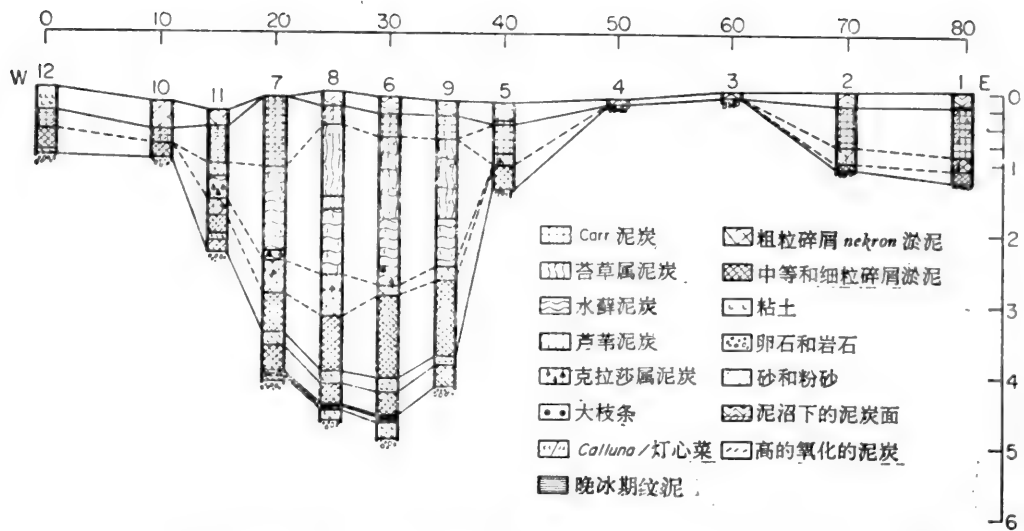 0 10 20 30 40 50 60 70 80
W 12 10 11 7 8 6 9 5 4 3 2 1 E
0
1
2
3
4
5
6
Carr 泥炭
苔草属泥炭
水藓泥炭
芦苇泥炭
克拉莎属泥炭
大枝条
Calluna/灯心菜
晚冰期纹泥
粗粒碎屑 nekron 淤泥
中等和细粒碎屑淤泥
粘土
卵石和岩石
砂和粉砂
泥沼下的泥炭面
高的氧化的泥炭